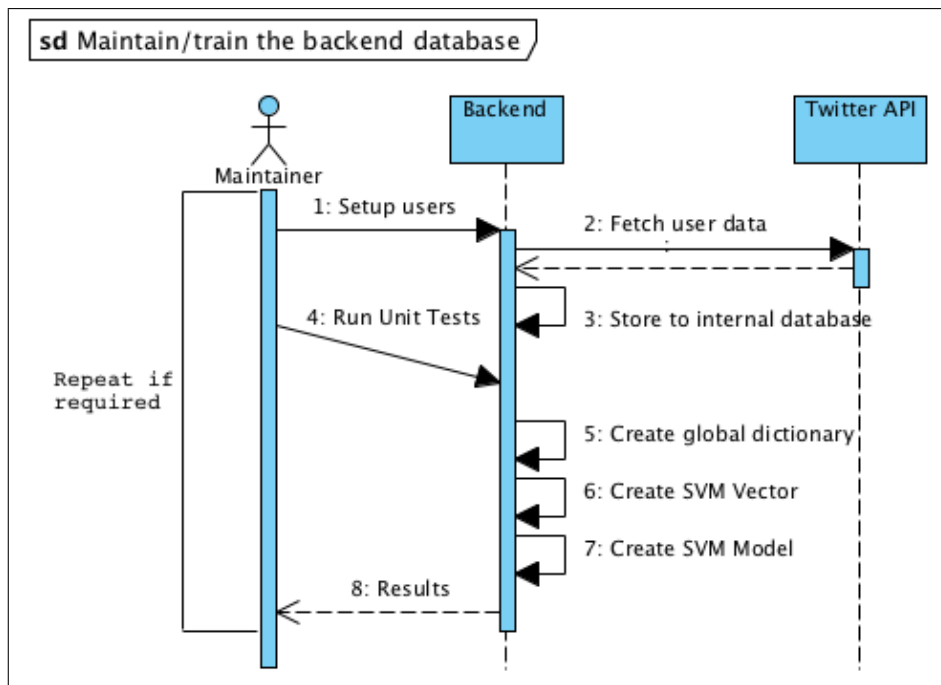 sd Maintain/train the backend database
Backend
Twitter API
Maintainer
1: Setup users
2: Fetch user data
:
3: Store to internal database
4: Run Unit Tests
Repeat if
required
5: Create global dictionary
6: Create SVM Vector
7: Create SVM Model
8: Results